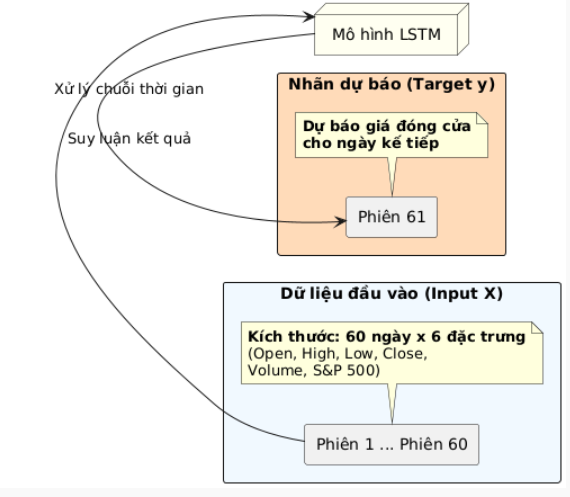 Mô hình LSTM
Xử lý chuỗi thời gian
Suy luận kết quả
Nhãn dự báo (Target y)
Dự báo giá đóng cửa
cho ngày kế tiếp
Phiên 61
Dữ liệu đầu vào (Input X)
Kích thước: 60 ngày x 6 đặc trưng
(Open, High, Low, Close,
Volume, S&P 500)
Phiên 1 ... Phiên 60